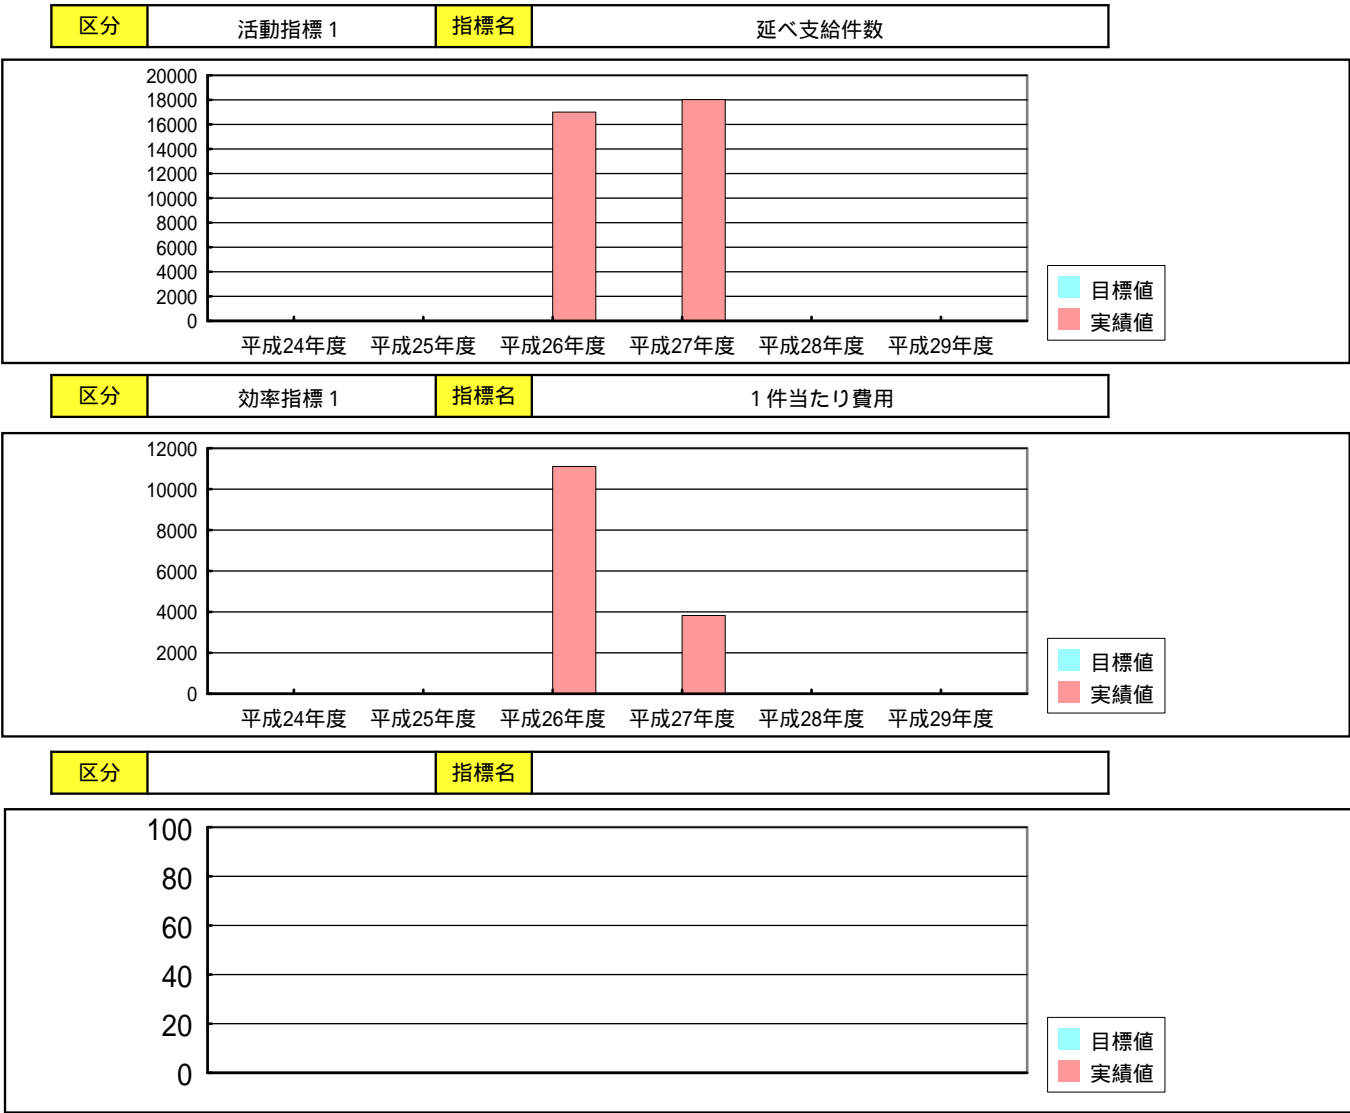 区分 活動指標１ 指標名 延べ支給件数
20000
18000
16000
14000
12000
10000
8000
6000
4000
2000
0
平成24年度 平成25年度 平成26年度 平成27年度 平成28年度 平成29年度
目標値
実績値
区分 効率指標１ 指標名 １件当たり費用
12000
10000
8000
6000
4000
2000
0
平成24年度 平成25年度 平成26年度 平成27年度 平成28年度 平成29年度
目標値
実績値
区分 指標名
100
80
60
40
20
0
目標値
実績値